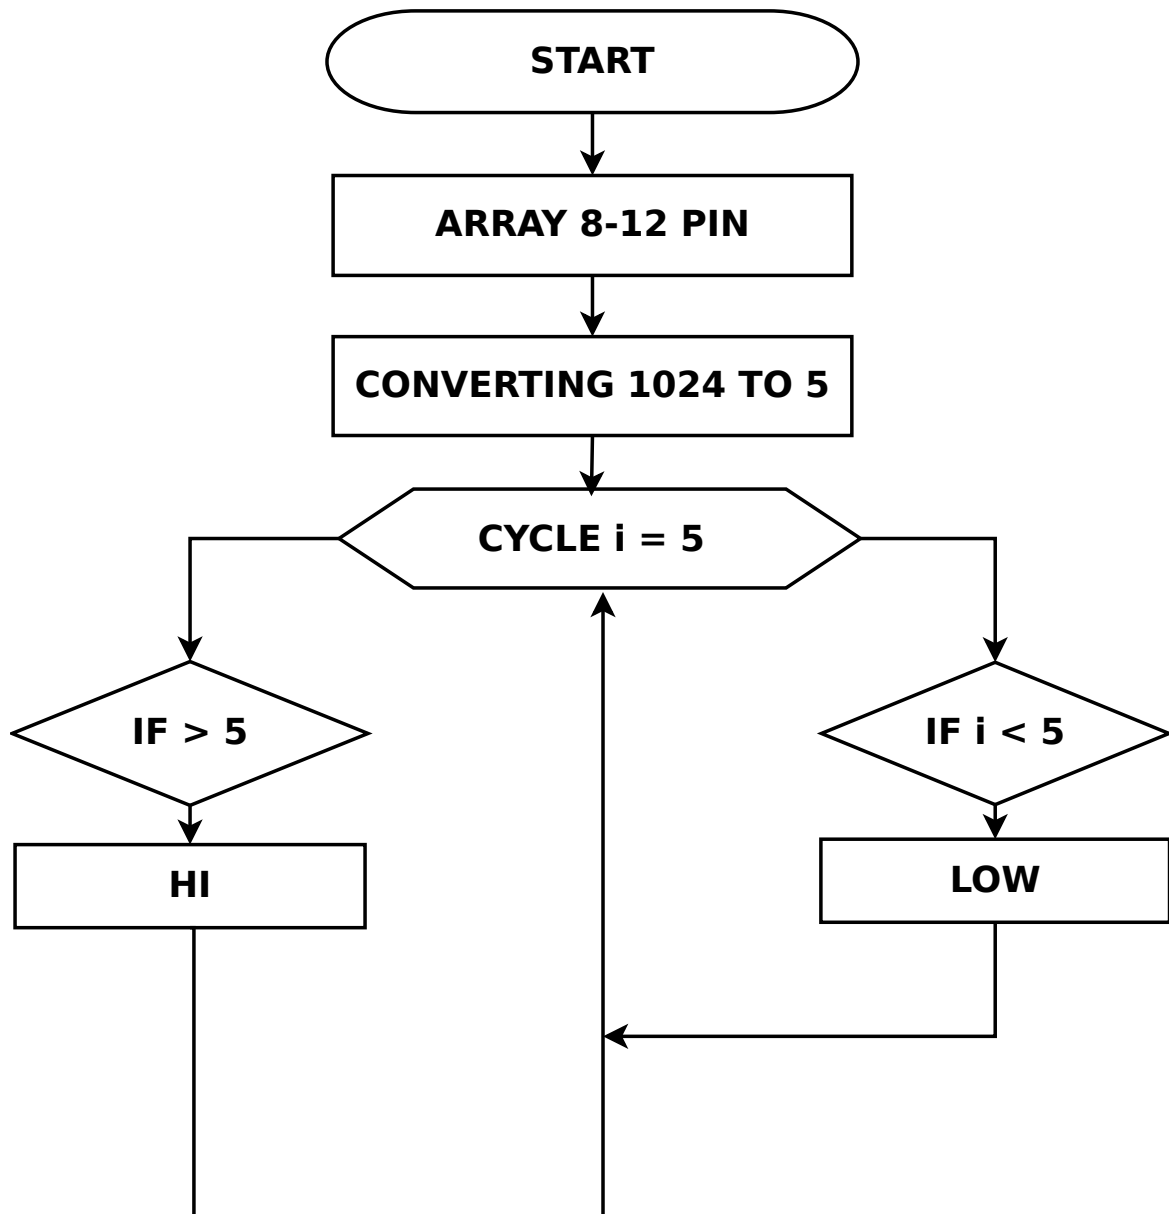 START
ARRAY 8-12 PIN
CONVERTING 1024 TO 5
CYCLE i = 5
IF > 5
IF i < 5
HI
LOW